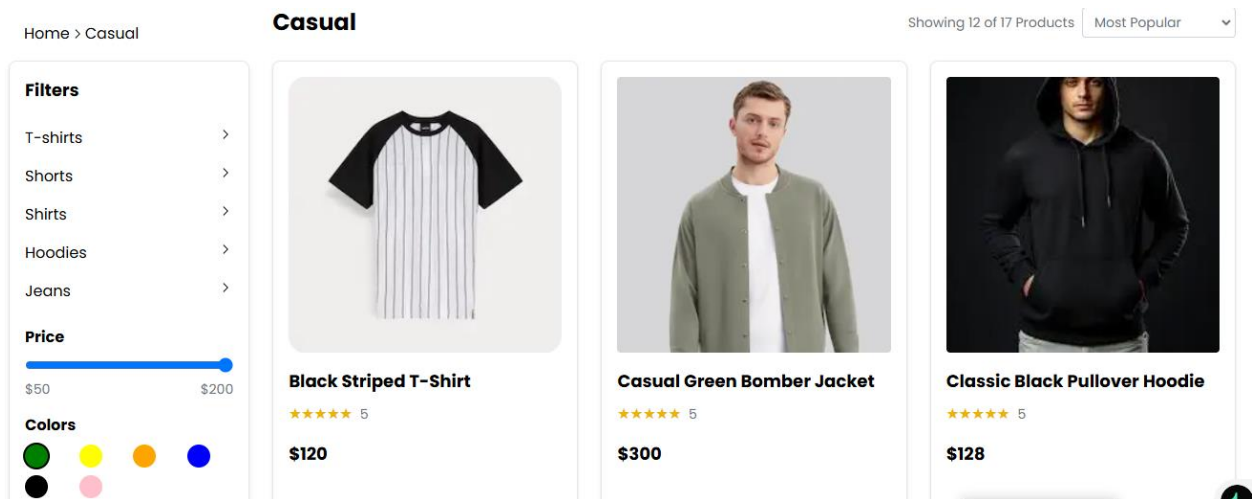 Home > Casual
Casual
Showing 12 of 17 Products
Most Popular
Filters
T-shirts
Shorts
Shirts
Hoodies
Jeans
Price
$50 $200
Colors
Black Striped T-Shirt
★★★★★ 5
$120
Casual Green Bomber Jacket
★★★★★ 5
$300
Classic Black Pullover Hoodie
★★★★★ 5
$128